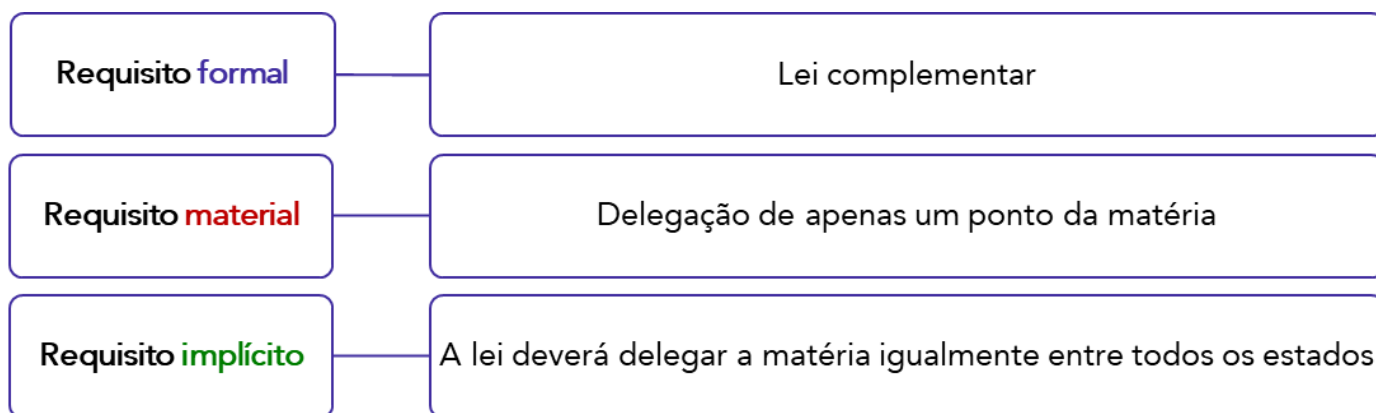 Requisito formal
Lei complementar
Requisito material
Delegação de apenas um ponto da matéria
Requisito implícito
A lei deverá delegar a matéria igualmente entre todos os estados